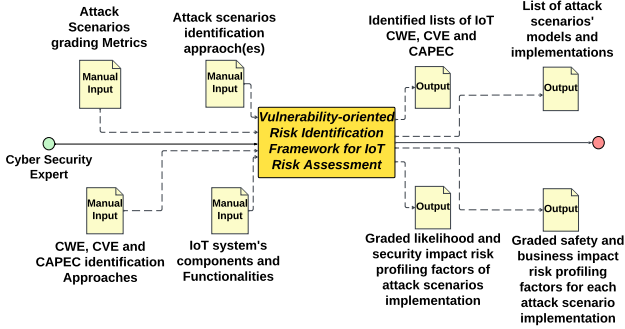 Attack
Scenarios
grading Metrics
Manual
Input
Attack scenarios
identification
appraoch(es)
Manual
Input
Identified lists of IoT
CWE, CVE and
CAPEC
Output
List of attack
scenarios'
models and
implementations
Output
Vulnerability-oriented
Risk Identification
Framework for IoT
Risk Assessment
Cyber Security
Expert
Manual
Input
CWE, CVE and
CAPEC identification
Approaches
Manual
Input
IoT system's
components and
Functionalities
Output
Graded likelihood and
security impact risk
profiling factors of
attack scenarios
implementation
Output
Graded safety and
business impact
risk profiling
factors for each
attack scenario
implementation